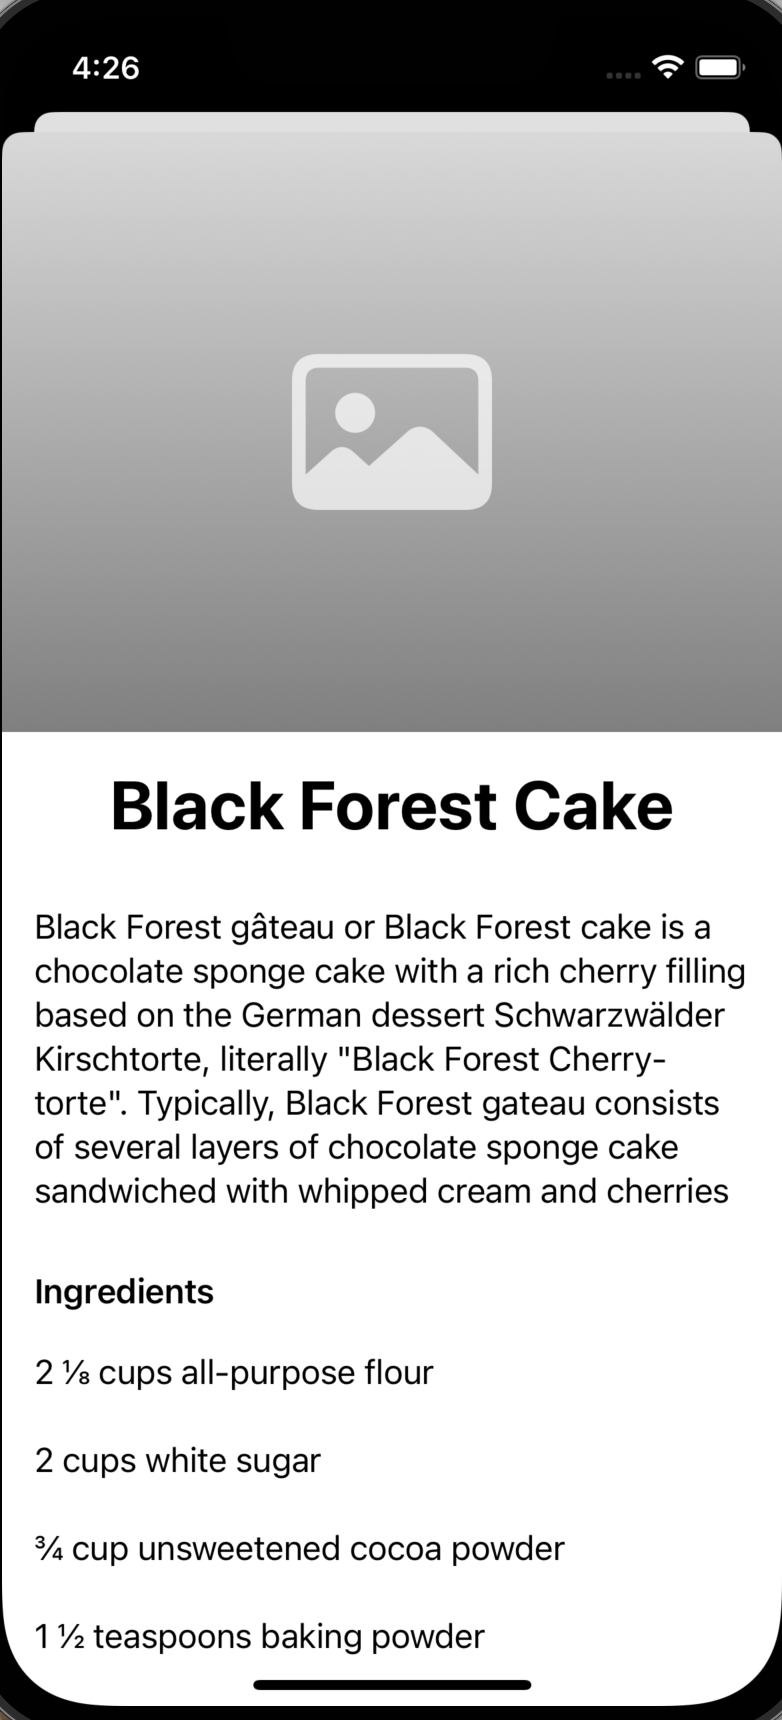 4:26
Black Forest Cake
Black Forest gâteau or Black Forest cake is a
chocolate sponge cake with a rich cherry filling
based on the German dessert Schwarzwälder
Kirschtorte, literally "Black Forest Cherry-
torte". Typically, Black Forest gateau consists
of several layers of chocolate sponge cake
sandwiched with whipped cream and cherries
Ingredients
2 ⅛ cups all-purpose flour
2 cups white sugar
¾ cup unsweetened cocoa powder
1 ½ teaspoons baking powder